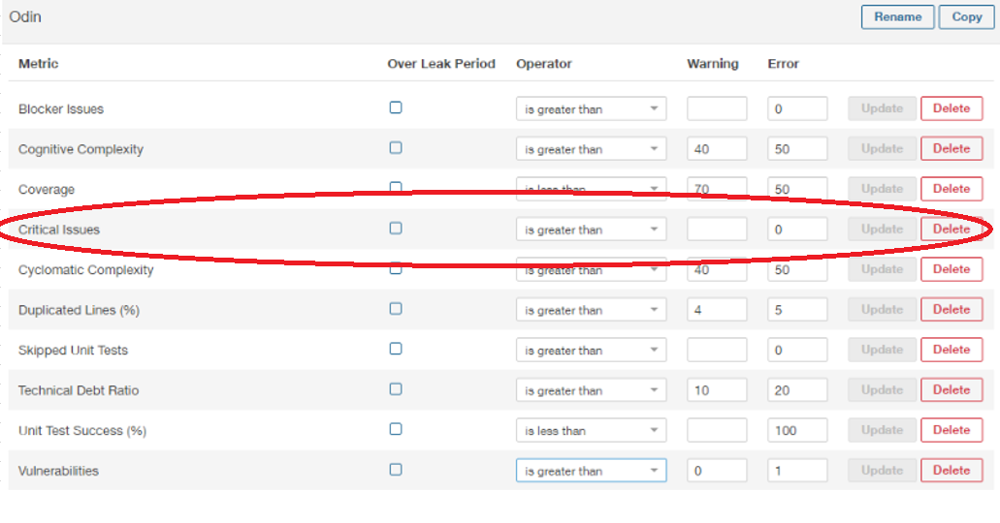 Odin Rename Copy
Metric Over Leak Period Operator Warning Error
Blocker Issues is greater than 0 Update Delete
Cognitive Complexity is greater than 40 50 Update Delete
Coverage is less than 70 50 Update Delete
Critical Issues is greater than 0 Update Delete
Cyclomatic Complexity is greater than 40 50 Update Delete
Duplicated Lines (%) is greater than 4 5 Update Delete
Skipped Unit Tests is greater than 0 Update Delete
Technical Debt Ratio is greater than 10 20 Update Delete
Unit Test Success (%) is less than 100 Update Delete
Vulnerabilities is greater than 0 1 Update Delete